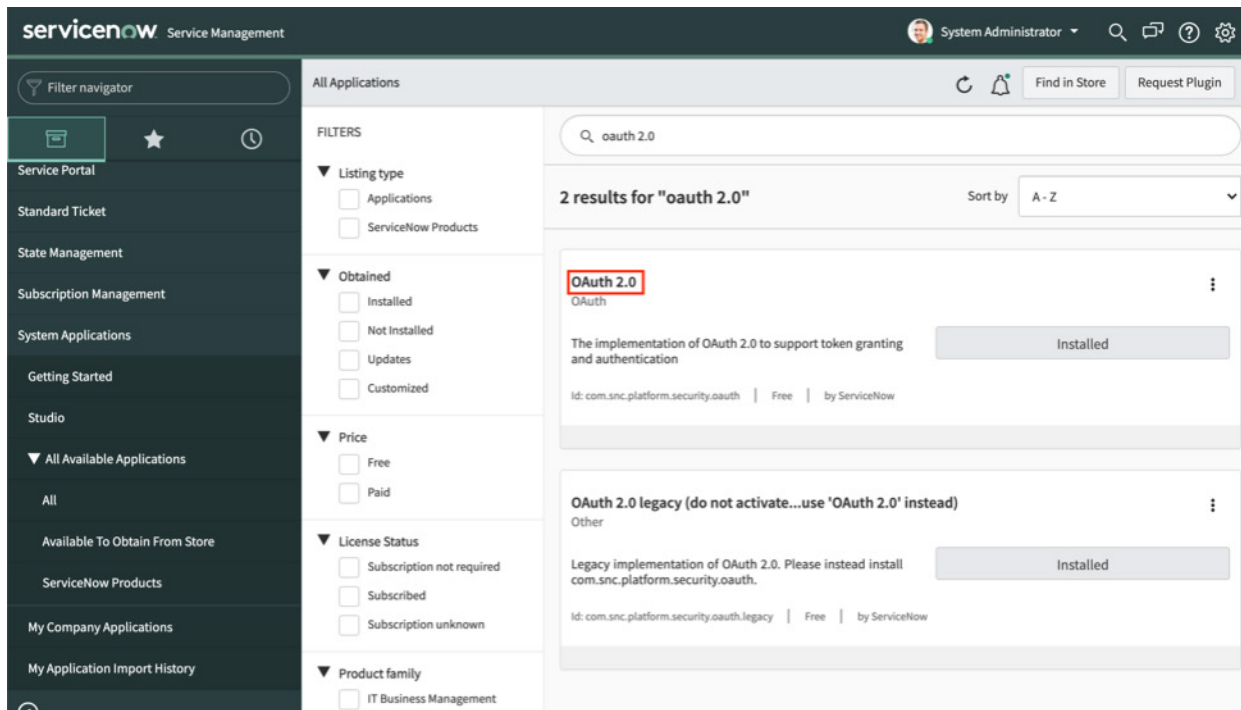 servicenow Service Management
System Administrator
Filter navigator
Service Portal
Standard Ticket
State Management
Subscription Management
System Applications
Getting Started
Studio
All Available Applications
All
Available To Obtain From Store
ServiceNow Products
My Company Applications
My Application Import History
All Applications
Find in Store
Request Plugin
FILTERS
Listing type
Applications
ServiceNow Products
Obtained
Installed
Not Installed
Updates
Customized
Price
Free
Paid
License Status
Subscription not required
Subscribed
Subscription unknown
Product family
IT Business Management
oauth 2.0
2 results for "oauth 2.0"
Sort by
A - Z
OAuth 2.0
OAuth
The implementation of OAuth 2.0 to support token granting
and authentication
Installed
Id: com.snc.platform.security.oauth | Free | by ServiceNow
OAuth 2.0 legacy (do not activate...use 'OAuth 2.0' instead)
Other
Legacy implementation of OAuth 2.0. Please instead install
com.snc.platform.security.oauth.
Installed
Id: com.snc.platform.security.oauth.legacy | Free | by ServiceNow